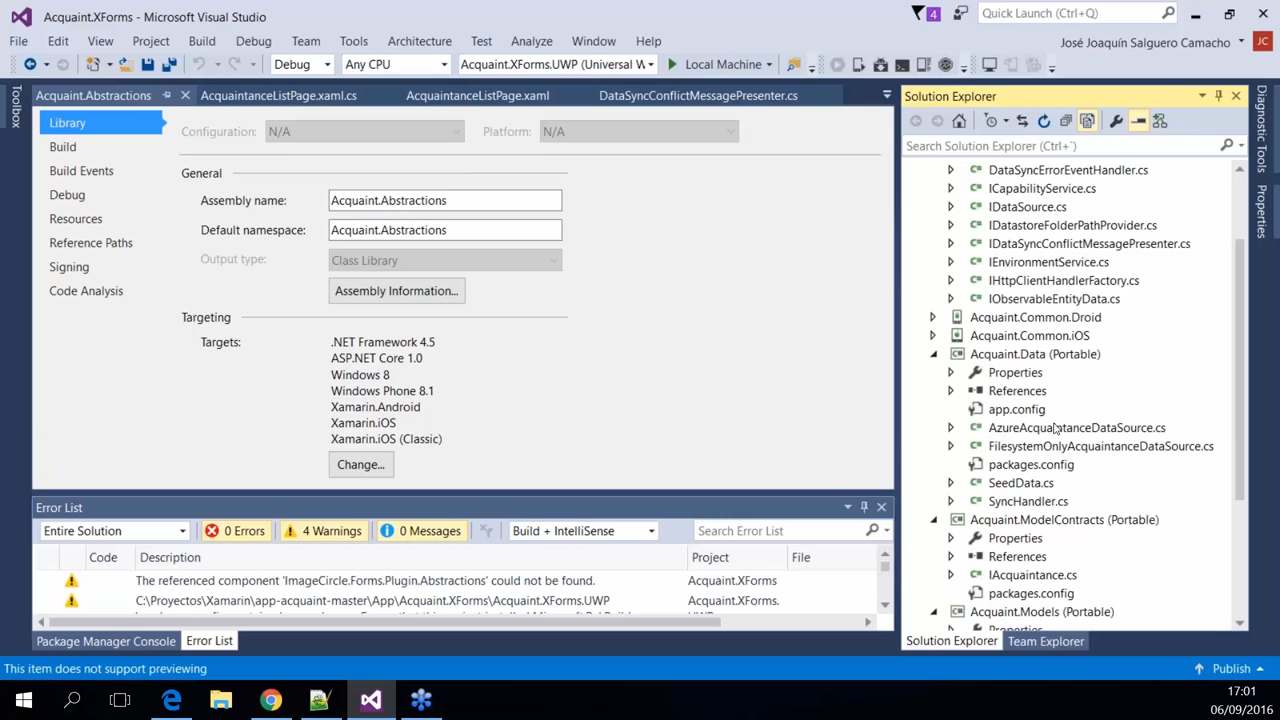 Acquaint.XForms - Microsoft Visual Studio
4
Quick Launch (Ctrl+Q)
File Edit View Project Build Debug Team Tools Architecture Test Analyze Window Help
José Joaquín Salguero Camacho
JC
Debug Any CPU Acquaint.XForms.UWP (Universal W Local Machine
Toolbox
Acquaint.Abstractions AcquaintanceListPage.xaml.cs AcquaintanceListPage.xaml DataSyncConflictMessagePresenter.cs
Library
Build
Build Events
Debug
Resources
Reference Paths
Signing
Code Analysis
Configuration: N/A Platform: N/A
General
Assembly name: Acquaint.Abstractions
Default namespace: Acquaint.Abstractions
Output type: Class Library
Assembly Information...
Targeting
Targets: .NET Framework 4.5
ASP.NET Core 1.0
Windows 8
Windows Phone 8.1
Xamarin.Android
Xamarin.iOS
Xamarin.iOS (Classic)
Change...
Error List
Entire Solution 0 Errors 4 Warnings 0 Messages Build + IntelliSense Search Error List
Code Description Project File
The referenced component 'ImageCircle.Forms.Plugin.Abstractions' could not be found. Acquaint.XForms
C:\Proyectos\Xamarin\app-acquaint-master\App\Acquaint.XForms\Acquaint.XForms.UWP Acquaint.XForms.
Package Manager Console Error List
Solution Explorer
Search Solution Explorer (Ctrl+`)
DataSyncErrorEventHandler.cs
ICapabilityService.cs
IDataSource.cs
IDatastoreFolderPathProvider.cs
IDataSyncConflictMessagePresenter.cs
IEnvironmentService.cs
IHttpClientHandlerFactory.cs
IObservableEntityData.cs
Acquaint.Common.Droid
Acquaint.Common.iOS
Acquaint.Data (Portable)
Properties
References
app.config
AzureAcquaintanceDataSource.cs
FilesystemOnlyAcquaintanceDataSource.cs
packages.config
SeedData.cs
SyncHandler.cs
Acquaint.ModelContracts (Portable)
Properties
References
IAcquaintance.cs
packages.config
Acquaint.Models (Portable)
Properties
Solution Explorer Team Explorer
Diagnostic Tools
Properties
This item does not support previewing
Publish
17:01
06/09/2016